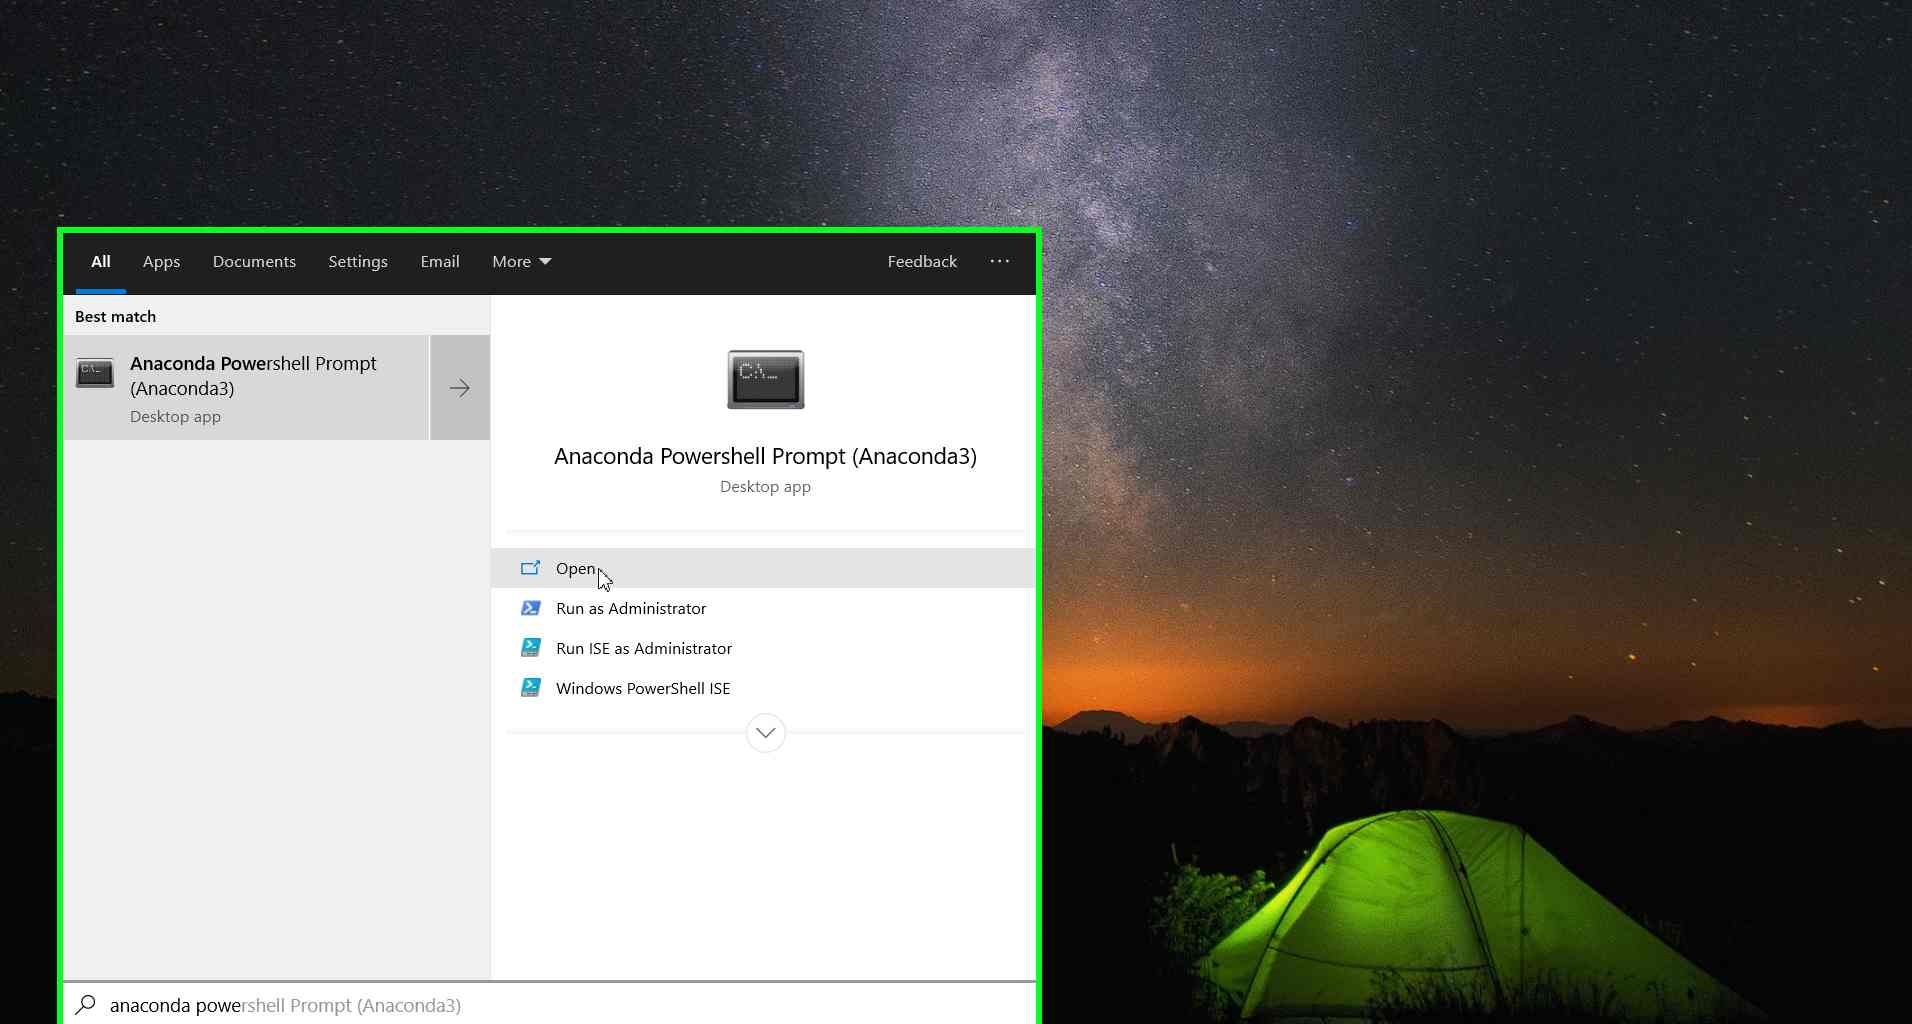 All Apps Documents Settings Email More Feedback ...
Best match
Anaconda Powershell Prompt
(Anaconda3)
Desktop app
C:\_
Anaconda Powershell Prompt (Anaconda3)
Desktop app
Open
Run as Administrator
Run ISE as Administrator
Windows PowerShell ISE
anaconda powershell Prompt (Anaconda3)